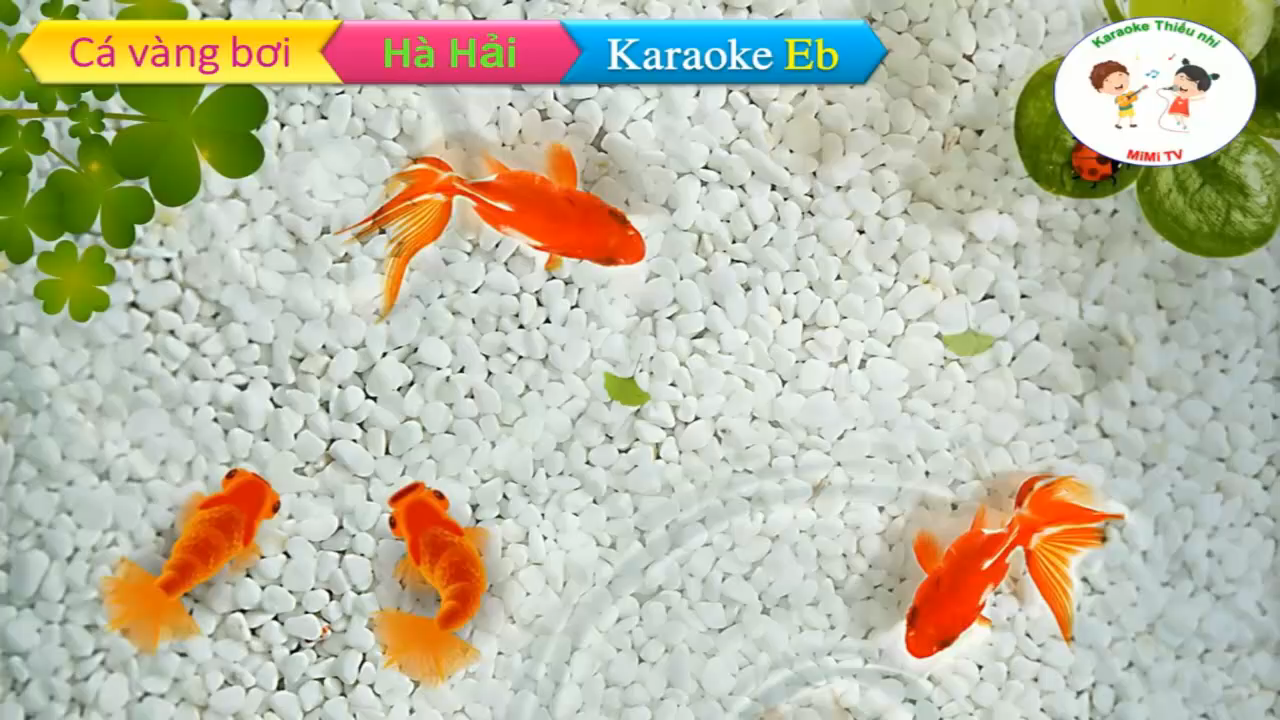 Cá vàng bơi
Hà Hải
Karaoke Eb
Karaoke Thiếu nhi
MiMi TV